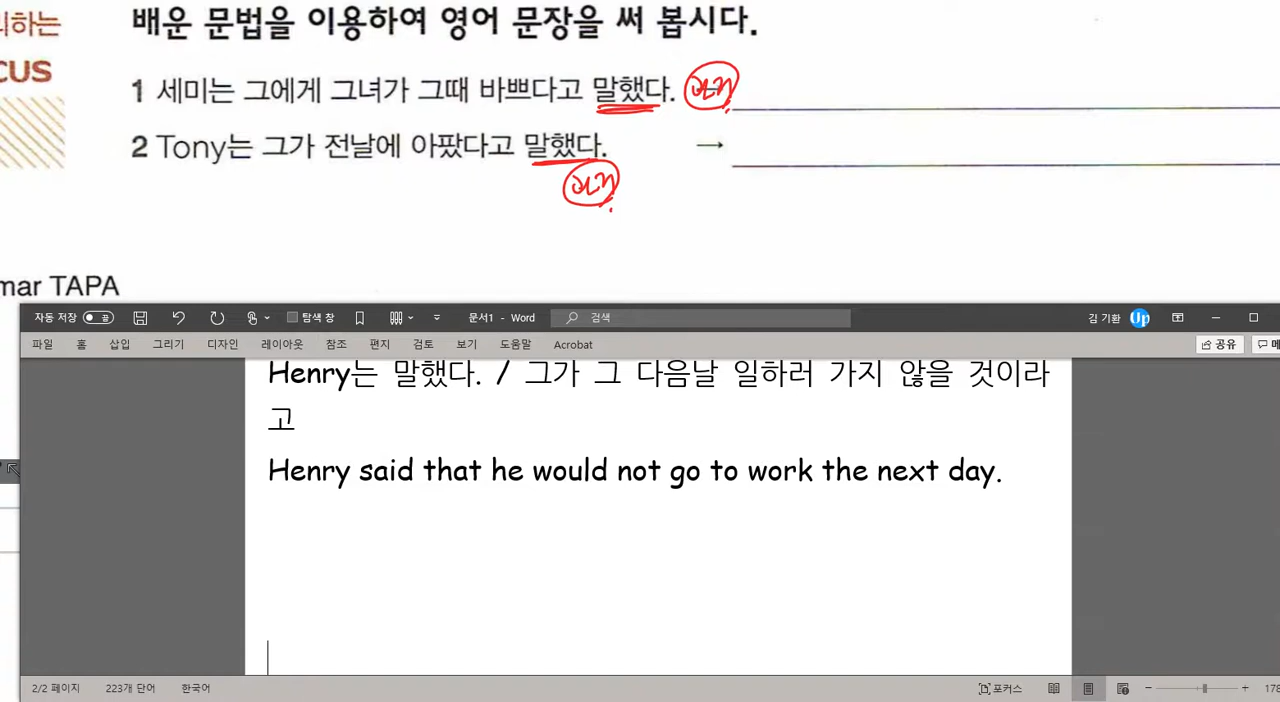 리하는
배운 문법을 이용하여 영어 문장을 써 봅시다.
CUS
1 세미는 그에게 그녀가 그때 바쁘다고 말했다.
2 Tony는 그가 전날에 아팠다고 말했다. →
mar TAPA
자동 저장 끔 탐색 창 문서1 - Word 검색 김 기환 Up
파일 홈 삽입 그리기 디자인 레이아웃 참조 편지 검토 보기 도움말 Acrobat 공유 메
Henry는 말했다. / 그가 그 다음날 일하러 가지 않을 것이라
고
Henry said that he would not go to work the next day.
2/2 페이지 223개 단어 한국어 포커스 178